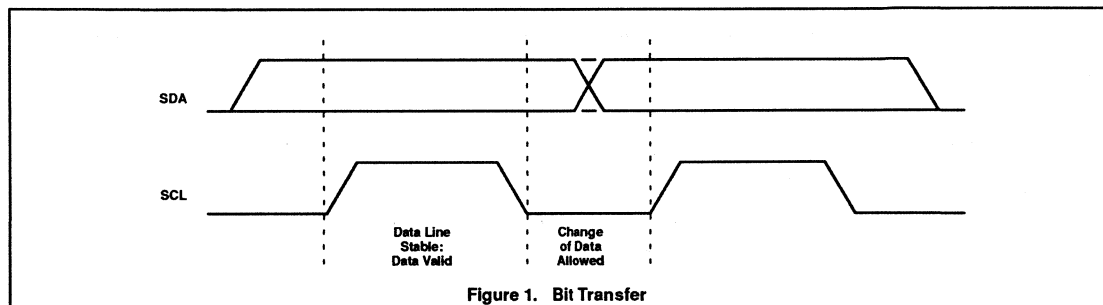 SDA
SCL
Data Line
Stable:
Data Valid
Change
of Data
Allowed
Figure 1. Bit Transfer